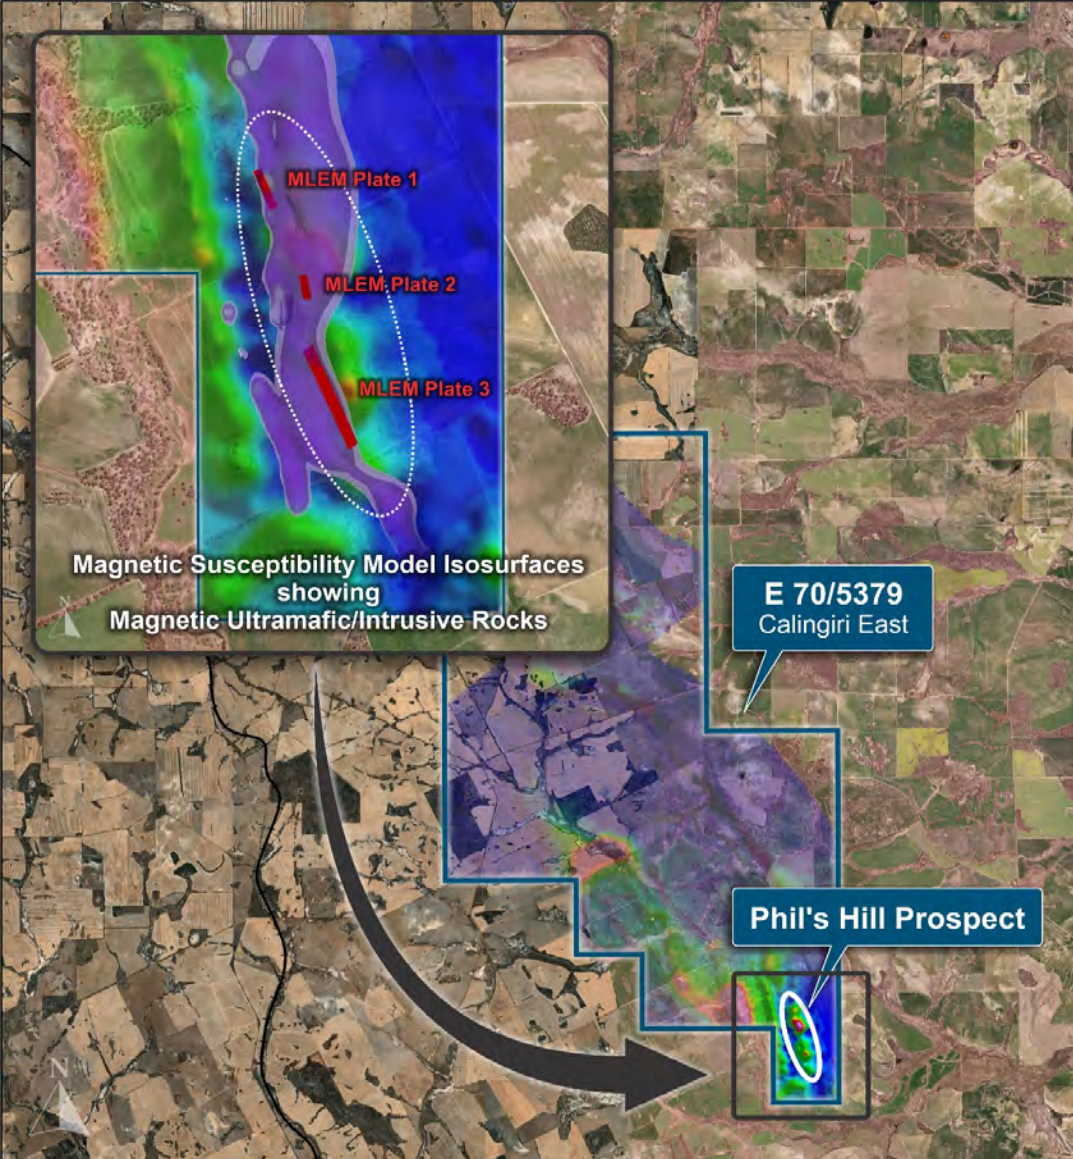 MLEM Plate 1
MLEM Plate 2
MLEM Plate 3
Magnetic Susceptibility Model Isosurfaces
showing
Magnetic Ultramafic/Intrusive Rocks
N
E 70/5379
Calingiri East
Phil's Hill Prospect
N